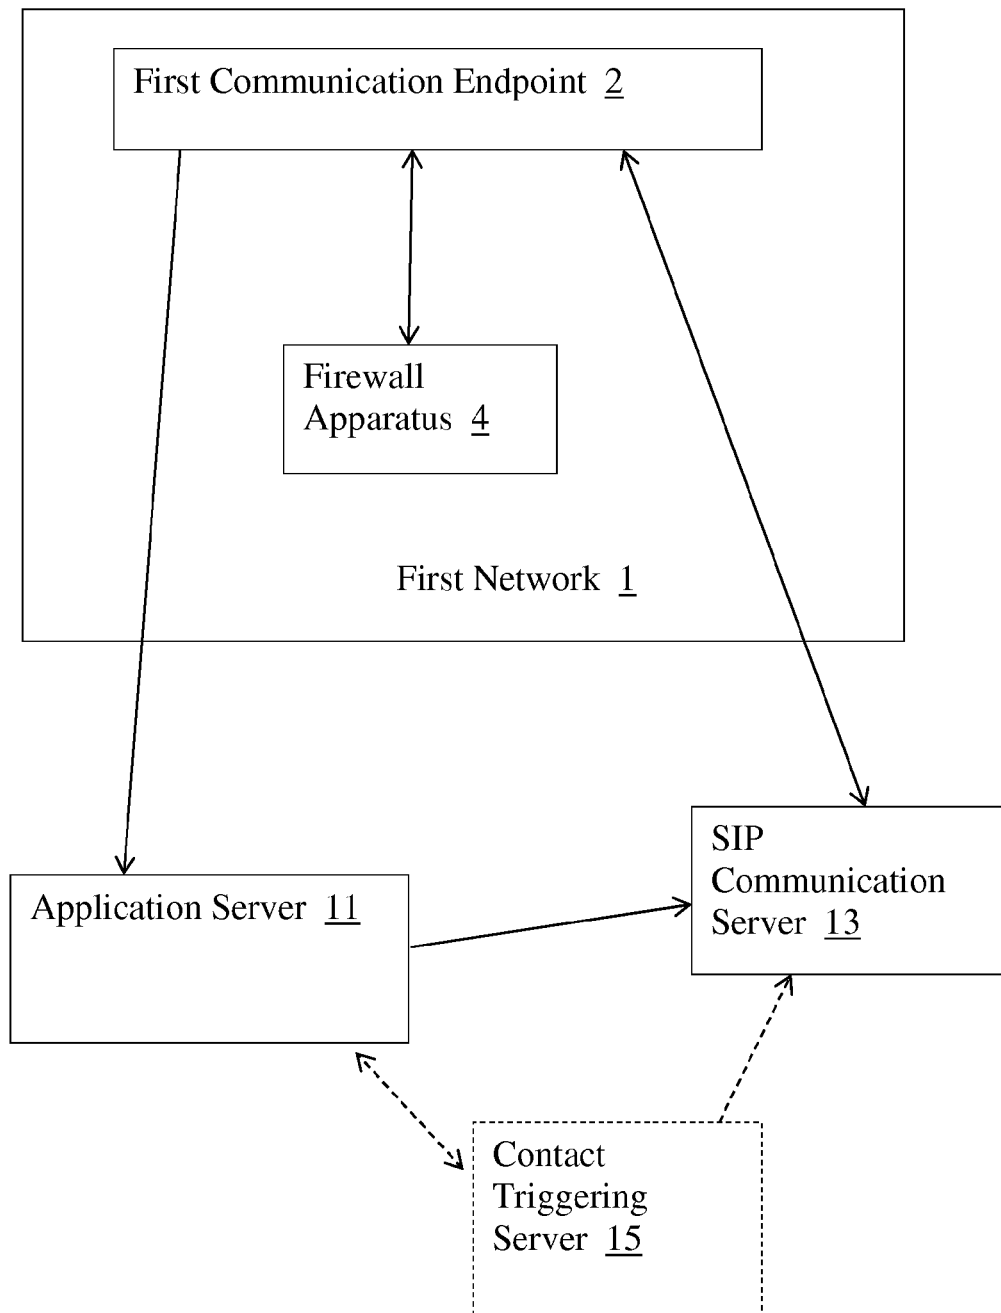 First Communication Endpoint 2
Firewall
Apparatus 4
First Network 1
SIP
Communication
Server 13
Application Server 11
Contact
Triggering
Server 15